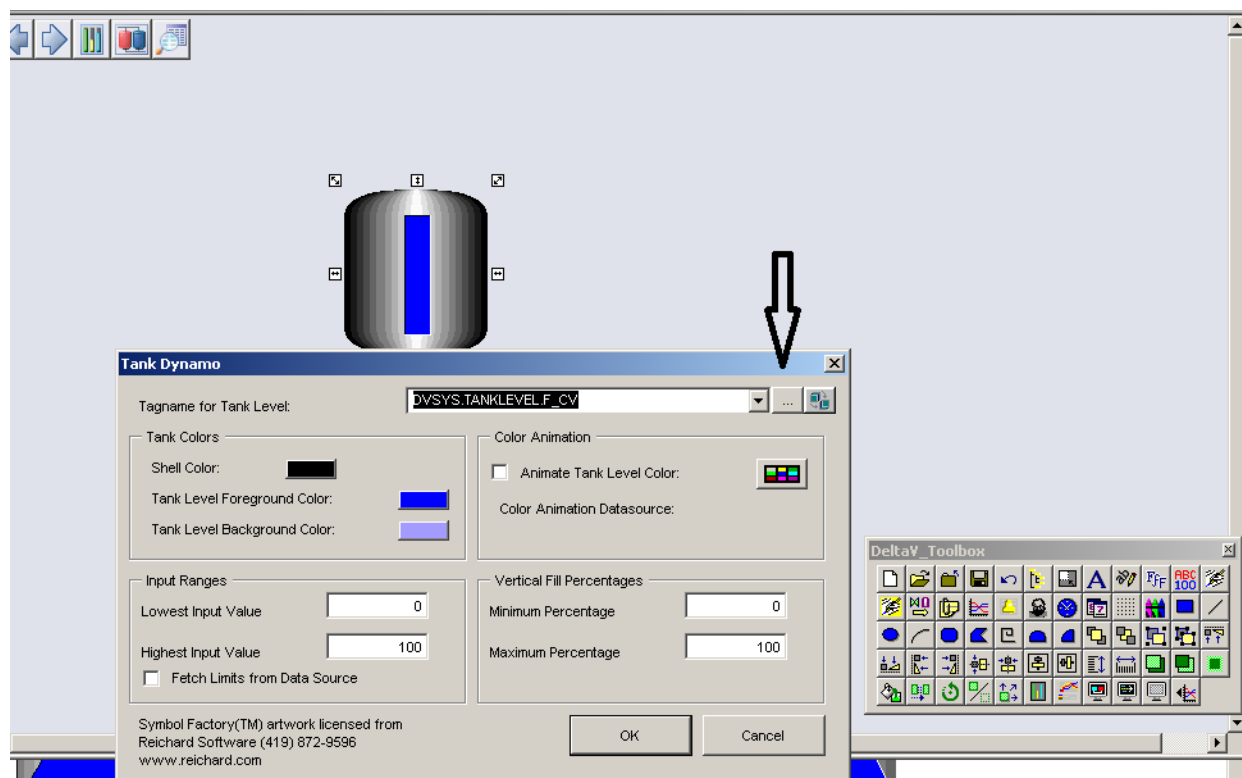 Tank Dynamo
Tagname for Tank Level:
DVSYS.TANKLEVEL.F_CV
...
Tank Colors
Shell Color:
Tank Level Foreground Color:
Tank Level Background Color:
Color Animation
Animate Tank Level Color:
Color Animation Datasource:
Input Ranges
Lowest Input Value
0
Highest Input Value
100
Fetch Limits from Data Source
Vertical Fill Percentages
Minimum Percentage
0
Maximum Percentage
100
Symbol Factory(TM) artwork licensed from
Reichard Software (419) 872-9596
www.reichard.com
OK
Cancel
DeltaV_Toolbox
A
ABC
100